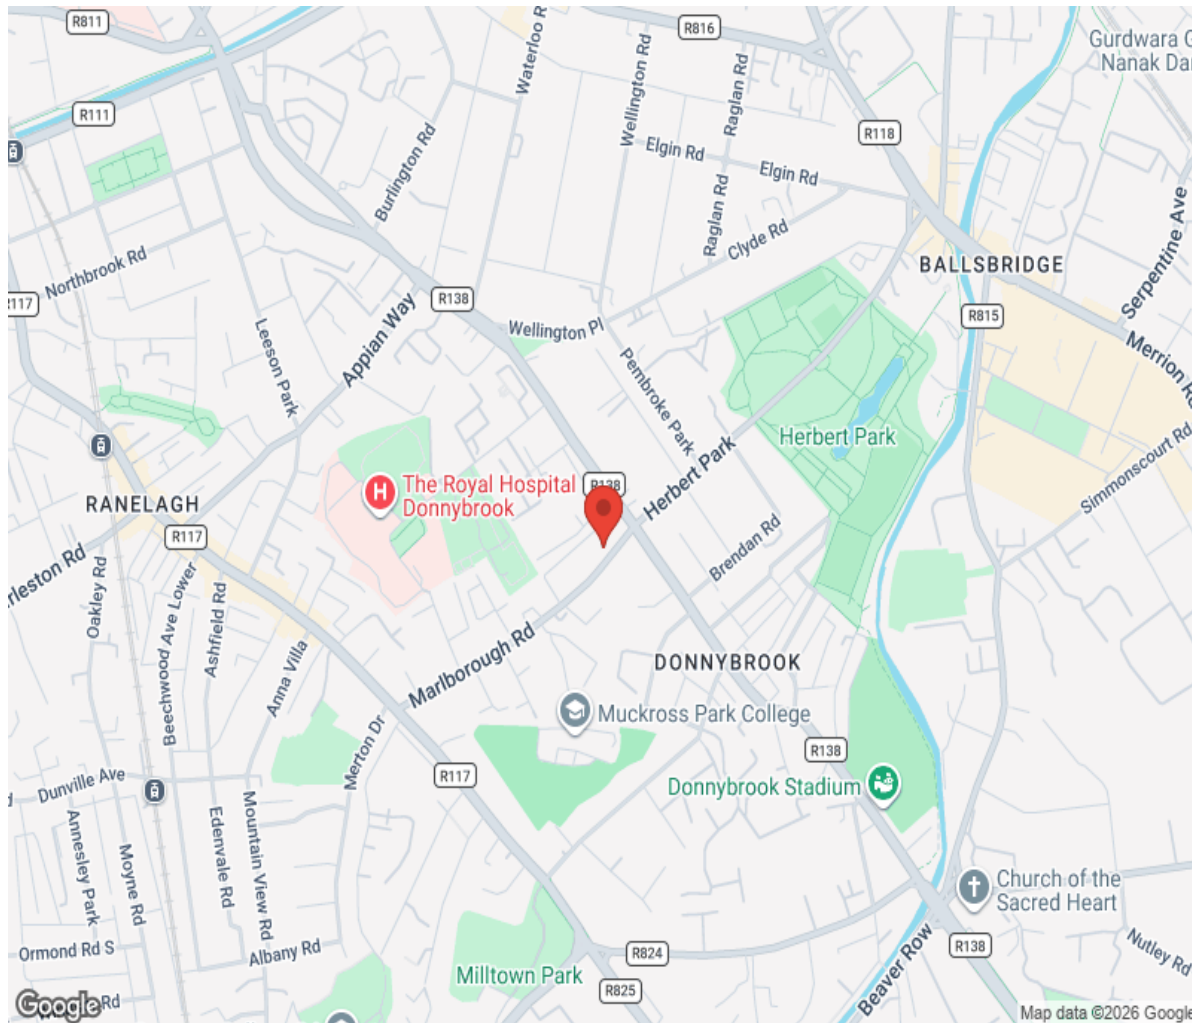 R811
R816
Gurdwara G
Nanak Dar
Waterloo R
Wellington Rd
Raglan Rd
R111
R118
Burlington Rd
Elgin Rd
Elgin Rd
Raglan Rd
Clyde Rd
Serpentine Ave
Northbrook Rd
BALLSBRIDGE
R117
R138
R815
Leeson Park
Appian Way
Wellington Pl
Pembroke Park
Merrion R
Herbert Park
Simmonscourt Rd
The Royal Hospital
Donnybrook
R138
Herbert Park
RANELAGH
R117
Brendan Rd
rleston Rd
Oakley Rd
Beechwood Ave Lower
Ashfield Rd
Anna Villa
Marlborough Rd
DONNYBROOK
Muckross Park College
Merton Dr
R138
R117
Donnybrook Stadium
Dunville Ave
Annesley Park
Moyne Rd
Edenvale Rd
Mountain View Rd
Church of the
Sacred Heart
Ormond Rd S
Albany Rd
R824
Beaver Row
R138
Nutley Rd
Milltown Park
R825
Google
Rd
Map data ©2026 Google